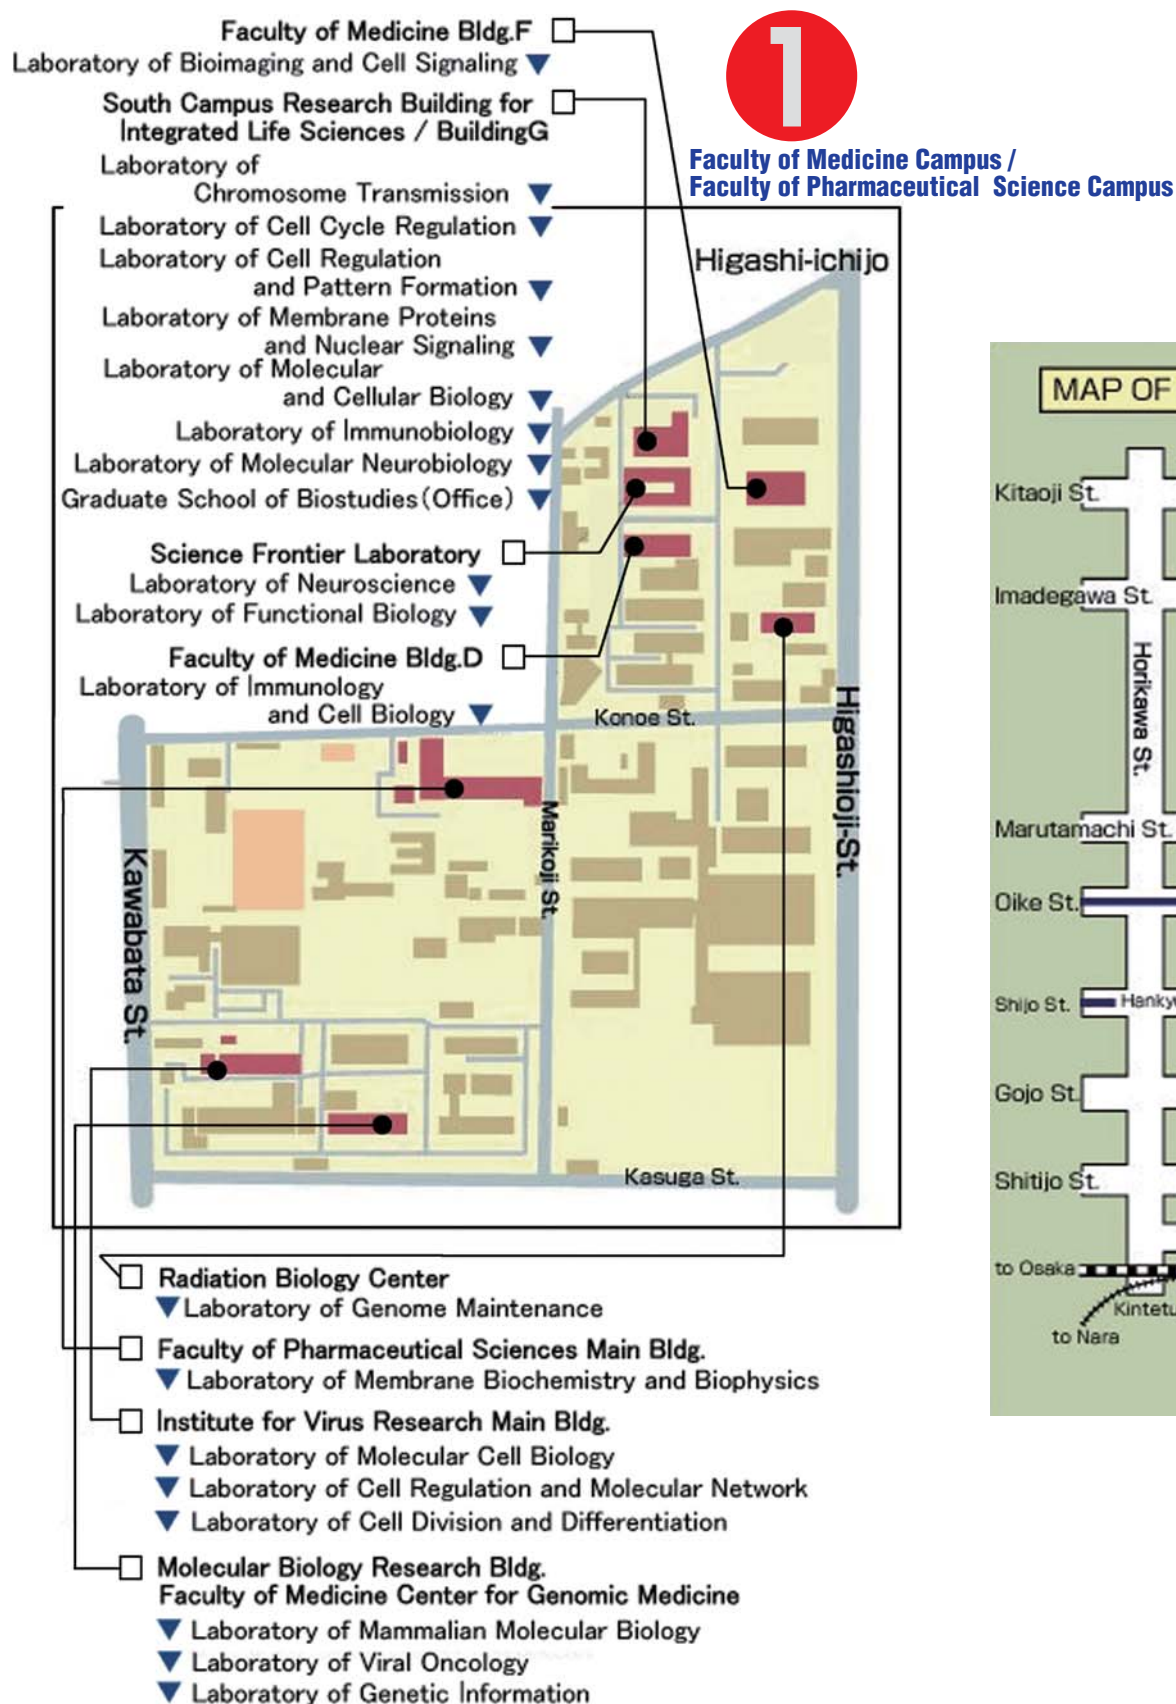 Faculty of Medicine Bldg.F
Laboratory of Bioimaging and Cell Signaling ▼
South Campus Research Building for
Integrated Life Sciences / BuildingG
Laboratory of
Chromosome Transmission ▼
Laboratory of Cell Cycle Regulation ▼
Laboratory of Cell Regulation
and Pattern Formation ▼
Laboratory of Membrane Proteins
and Nuclear Signaling ▼
Laboratory of Molecular
and Cellular Biology ▼
Laboratory of Immunobiology ▼
Laboratory of Molecular Neurobiology ▼
Graduate School of Biostudies(Office) ▼
Science Frontier Laboratory
Laboratory of Neuroscience ▼
Laboratory of Functional Biology ▼
Faculty of Medicine Bldg.D
Laboratory of Immunology
and Cell Biology ▼
1
Faculty of Medicine Campus /
Faculty of Pharmaceutical Science Campus
Higashi-ichijo
Konoe St.
Higashioji-St.
Marikoji St.
Kawabata St.
Kasuga St.
Radiation Biology Center
▼Laboratory of Genome Maintenance
Faculty of Pharmaceutical Sciences Main Bldg.
▼ Laboratory of Membrane Biochemistry and Biophysics
Institute for Virus Research Main Bldg.
▼ Laboratory of Molecular Cell Biology
▼ Laboratory of Cell Regulation and Molecular Network
▼ Laboratory of Cell Division and Differentiation
Molecular Biology Research Bldg.
Faculty of Medicine Center for Genomic Medicine
▼ Laboratory of Mammalian Molecular Biology
▼ Laboratory of Viral Oncology
▼ Laboratory of Genetic Information
MAP OF
Kitaoji St.
Imadegawa St.
Horikawa St.
Marutamachi St.
Oike St.
Shijo St.
Hanky
Gojo St.
Shitijo St.
to Osaka
Kintetu
to Nara